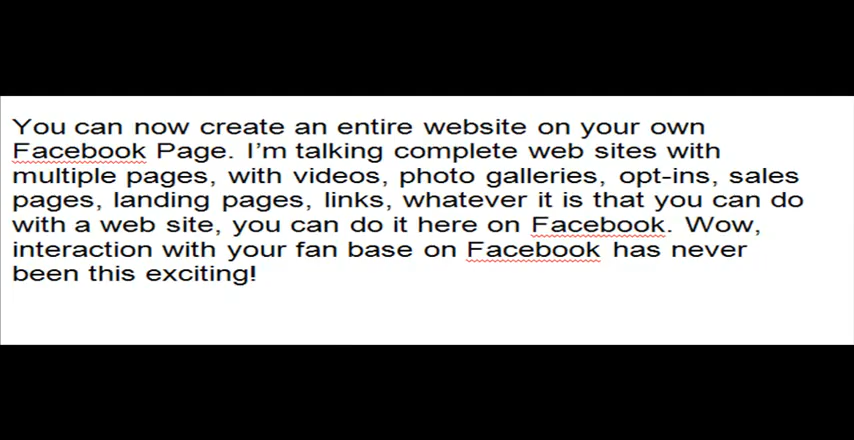 You can now create an entire website on your own
Facebook Page. I’m talking complete web sites with
multiple pages, with videos, photo galleries, opt-ins, sales
pages, landing pages, links, whatever it is that you can do
with a web site, you can do it here on Facebook. Wow,
interaction with your fan base on Facebook has never
been this exciting!